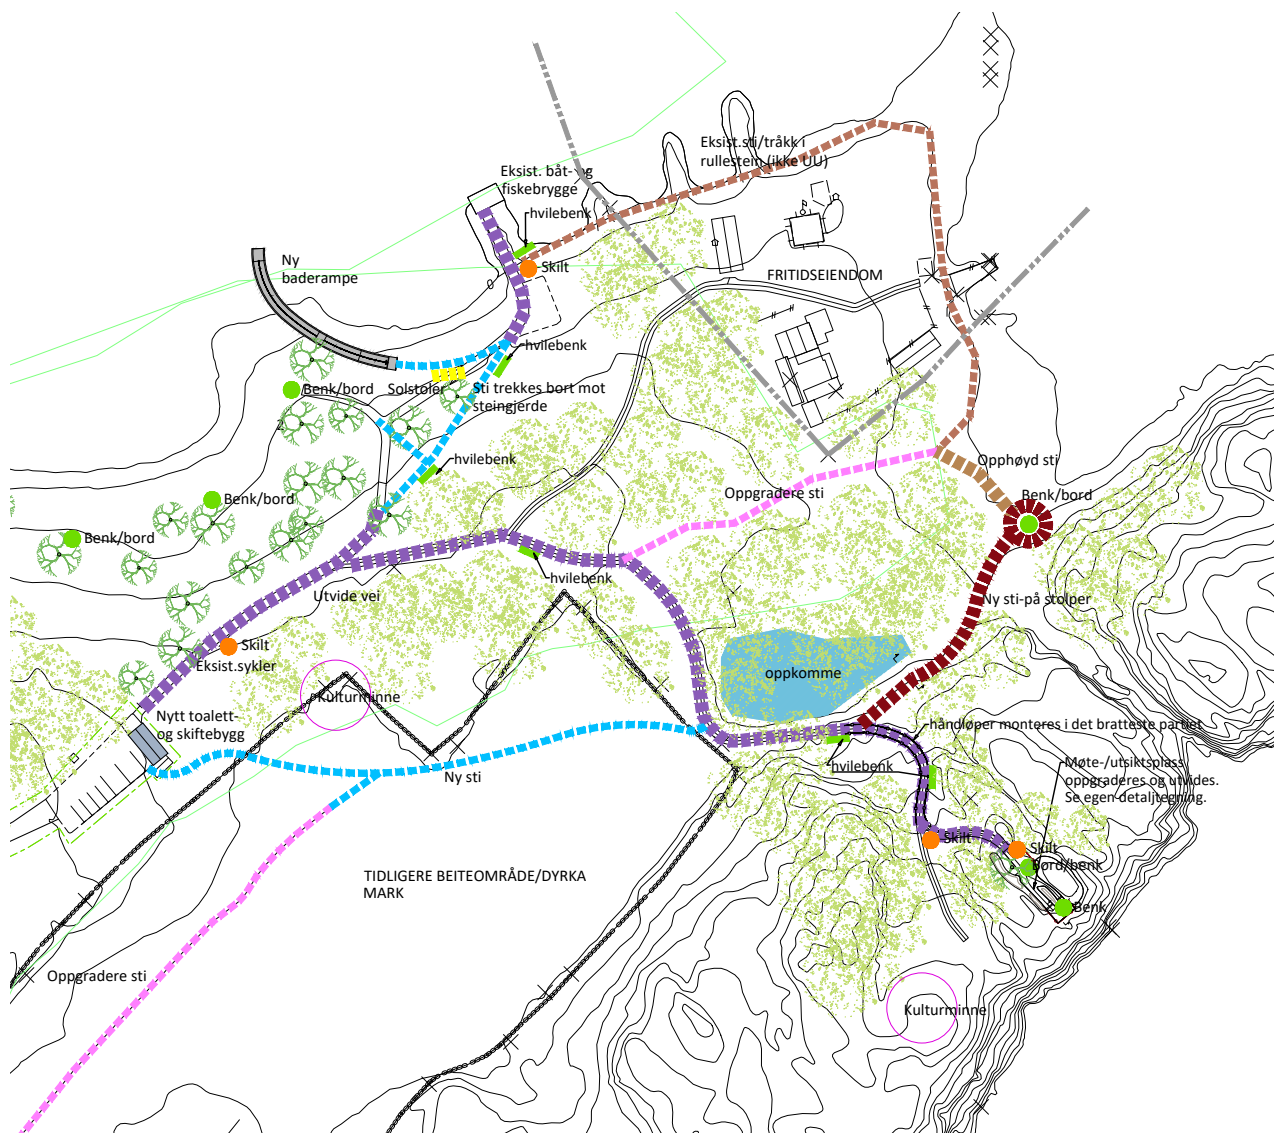 Eksist.sti/tråkk i
rullestein (ikke UU)
Eksist. båt- og
fiskebrygge
hvilebenk
Skilt
Ny
baderampe
FRITIDSEIENDOM
hvilebenk
Benk/bord
Solstoler
Sti trekkes bort mot
steingjerde
2
hvilebenk
Opphøyd sti
Benk/bord
Oppgradere sti
Benk/bord
Benk/bord
hvilebenk
Utvide vei
Ny sti-på stolper
Skilt
Eksist.sykler
oppkomme
Kulturminne
Nytt toalett-
og skiftebygg
håndløper monteres i det bratteste partiet
Ny sti
hvilebenk
Møte-/utsiktsplass
oppgraderes og utvides.
Se egen detaljtegning.
Skilt
Skilt
Bord/benk
TIDLIGERE BEITEOMRÅDE/DYRKA
MARK
Benk
Oppgradere sti
Kulturminne